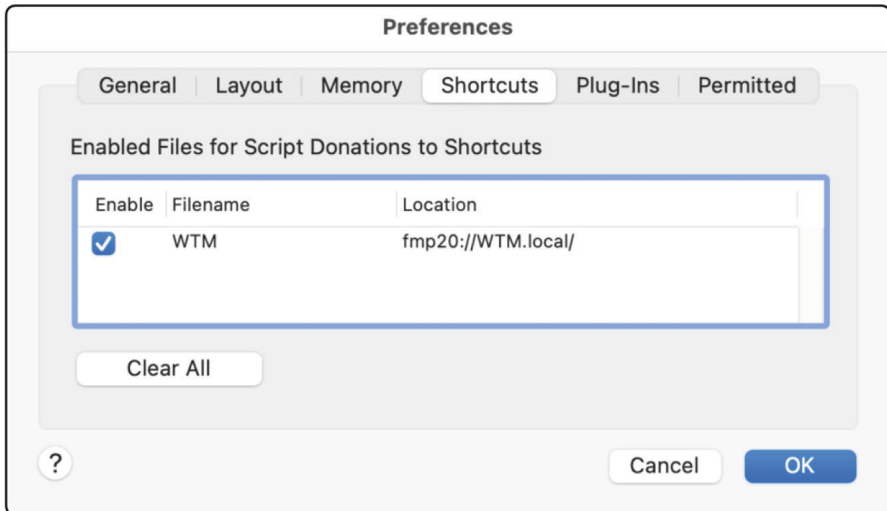 Preferences
General Layout Memory Shortcuts Plug-Ins Permitted
Enabled Files for Script Donations to Shortcuts
Enable Filename Location
WTM fmp20://WTM.local/
Clear All
? Cancel OK